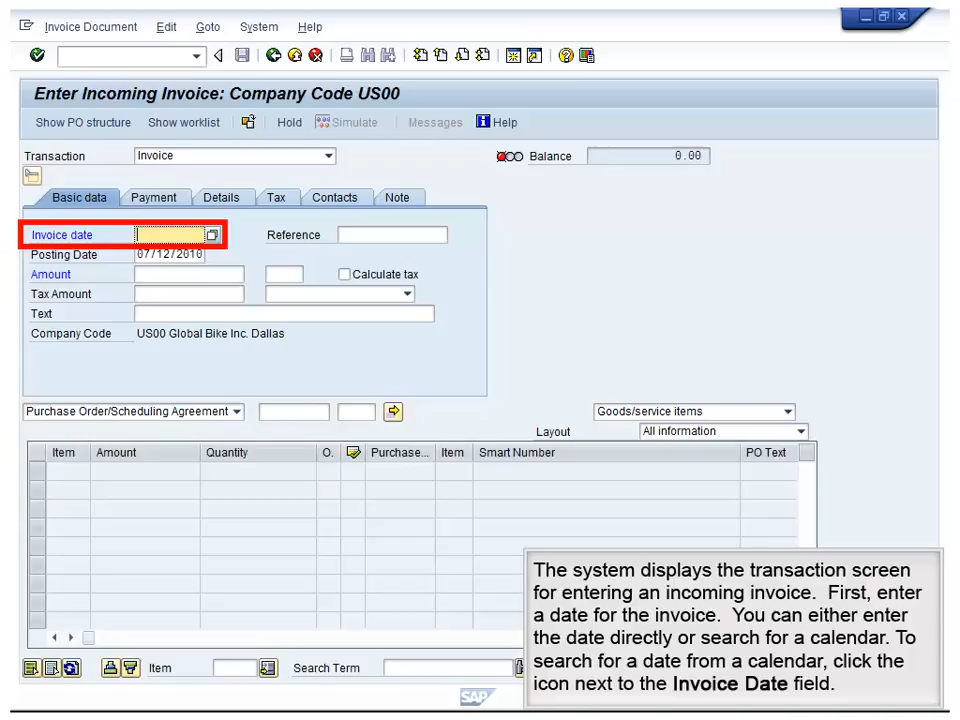 Invoice Document Edit Goto System Help
Enter Incoming Invoice: Company Code US00
Show PO structure Show worklist Hold Simulate Messages Help
Transaction Invoice Balance 0.00
Basic data Payment Details Tax Contacts Note
Invoice date Reference
Posting Date 07/12/2010
Amount Calculate tax
Tax Amount
Text
Company Code US00 Global Bike Inc. Dallas
Purchase Order/Scheduling Agreement Goods/service items
Layout All information
Item Amount Quantity O. Purchase... Item Smart Number PO Text
The system displays the transaction screen
for entering an incoming invoice. First, enter
a date for the invoice. You can either enter
the date directly or search for a calendar. To
search for a date from a calendar, click the
icon next to the Invoice Date field.
Item Search Term
SAP